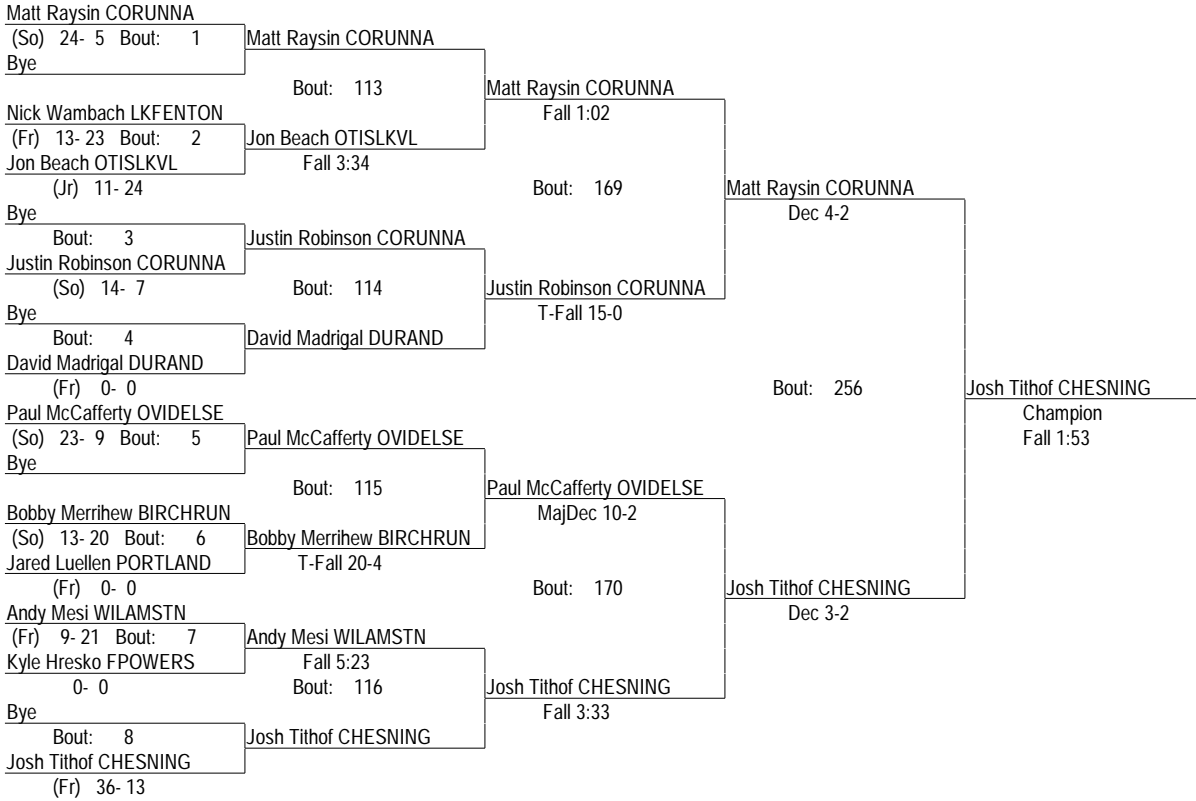 Matt Raysin CORUNNA
(So) 24- 5 Bout: 1 Matt Raysin CORUNNA
Bye
Bout: 113 Matt Raysin CORUNNA
Nick Wambach LKFENTON Fall 1:02
(Fr) 13- 23 Bout: 2 Jon Beach OTISLKVL
Jon Beach OTISLKVL Fall 3:34
(Jr) 11- 24 Bout: 169 Matt Raysin CORUNNA
Bye Dec 4-2
Bout: 3 Justin Robinson CORUNNA
Justin Robinson CORUNNA
(So) 14- 7 Bout: 114 Justin Robinson CORUNNA
Bye T-Fall 15-0
Bout: 4 David Madrigal DURAND
David Madrigal DURAND
(Fr) 0- 0 Bout: 256 Josh Tithof CHESNING
Paul McCafferty OVIDELSE Champion
(So) 23- 9 Bout: 5 Paul McCafferty OVIDELSE Fall 1:53
Bye
Bout: 115 Paul McCafferty OVIDELSE
Bobby Merrihew BIRCHRUN MajDec 10-2
(So) 13- 20 Bout: 6 Bobby Merrihew BIRCHRUN
Jared Luellen PORTLAND T-Fall 20-4
(Fr) 0- 0 Bout: 170 Josh Tithof CHESNING
Andy Mesi WILAMSTN Dec 3-2
(Fr) 9- 21 Bout: 7 Andy Mesi WILAMSTN
Kyle Hresko FPOWERS Fall 5:23
0- 0 Bout: 116 Josh Tithof CHESNING
Bye Fall 3:33
Bout: 8 Josh Tithof CHESNING
Josh Tithof CHESNING
(Fr) 36- 13